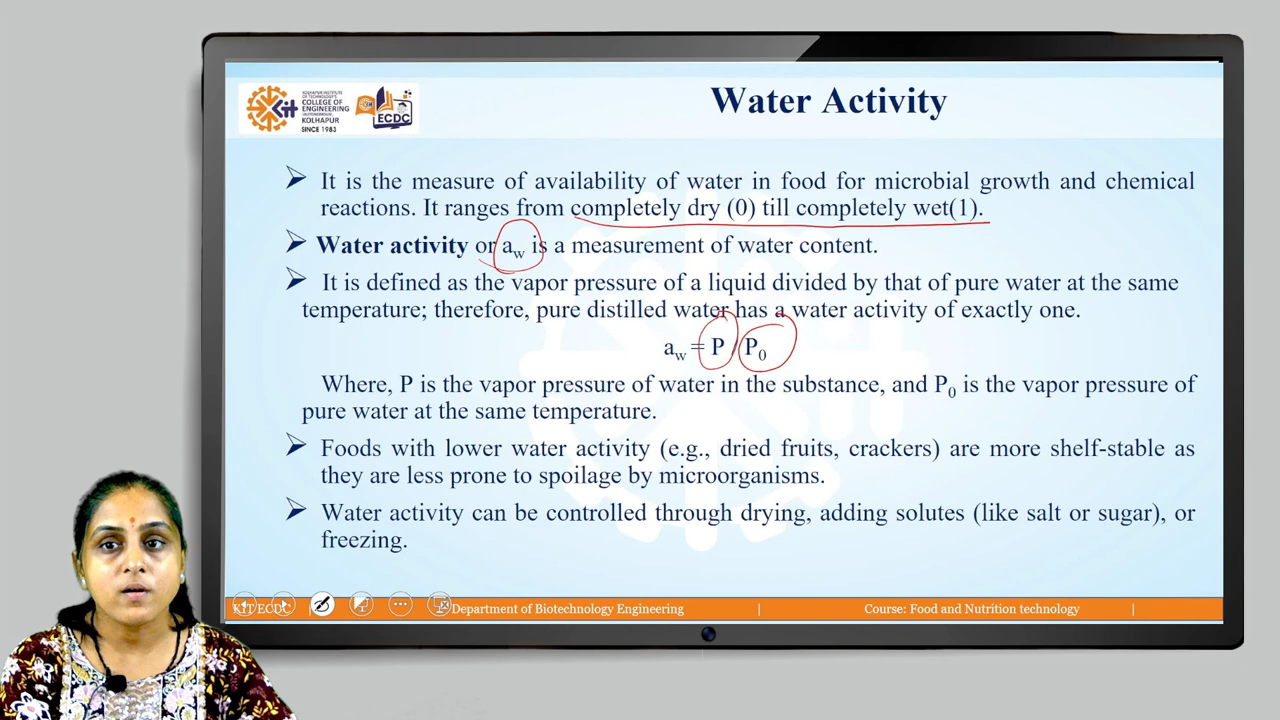 KOLHAPUR INSTITUTE
OF TECHNOLOGY'S
COLLEGE OF
ENGINEERING
(AUTONOMOUS),
KOLHAPUR
SINCE 1983
ECDC
Water Activity
It is the measure of availability of water in food for microbial growth and chemical
reactions. It ranges from completely dry (0) till completely wet(1).
Water activity or aw is a measurement of water content.
It is defined as the vapor pressure of a liquid divided by that of pure water at the same
temperature; therefore, pure distilled water has a water activity of exactly one.
aw = P / P0
Where, P is the vapor pressure of water in the substance, and P0 is the vapor pressure of
pure water at the same temperature.
Foods with lower water activity (e.g., dried fruits, crackers) are more shelf-stable as
they are less prone to spoilage by microorganisms.
Water activity can be controlled through drying, adding solutes (like salt or sugar), or
freezing.
KIT/ECDC | Department of Biotechnology Engineering | Course: Food and Nutrition technology |